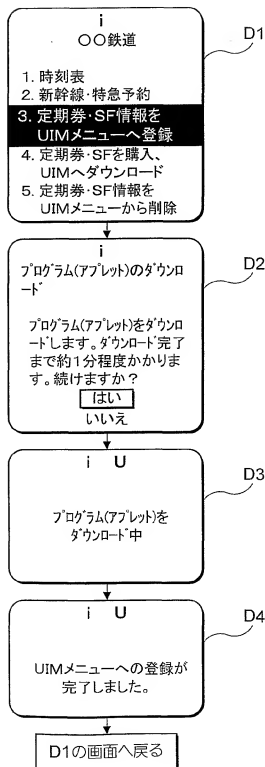 i
D1
〇〇鉄道
1. 時刻表
2. 新幹線・特急予約
3. 定期券・SF情報を
UIMメニューへ登録
4. 定期券・SFを購入、
UIMへダウンロード
5. 定期券・SF情報を
UIMメニューから削除
i
D2
プログラム(アプレット)のダウンロ
ード
プログラム(アプレット)をダウンロ
ードします。ダウンロード完了
まで約1分程度かかりま
す。続けますか？
はい
いいえ
i U
D3
プログラム(アプレット)を
ダウンロード中
i U
D4
UIMメニューへの登録が
完了しました。
D1の画面へ戻る